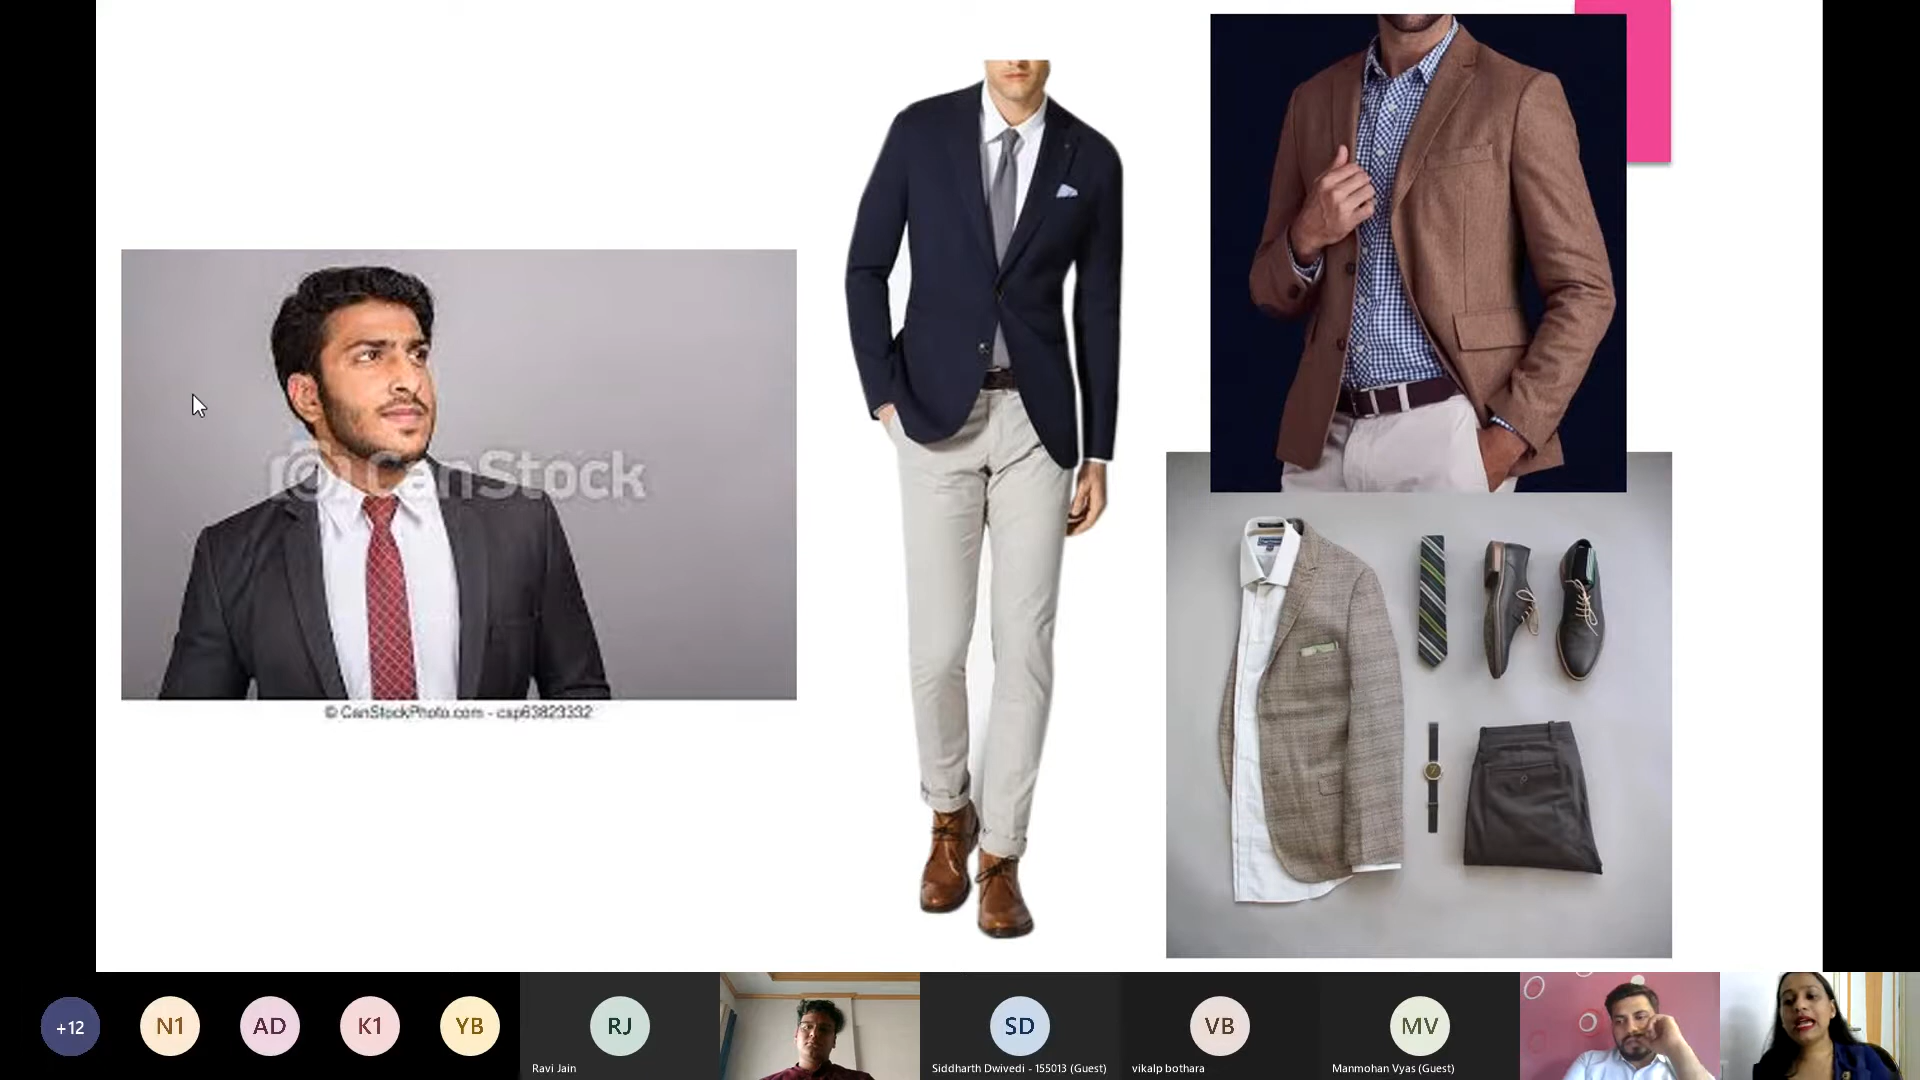 CanStock
© CanStockPhoto.com - csp63823332
+12
N1
AD
K1
YB
RJ
Ravi Jain
SD
Siddharth Dwivedi - 155013 (Guest)
VB
vikalp bothara
MV
Manmohan Vyas (Guest)